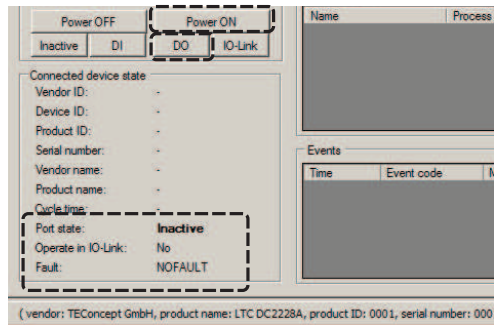 Power OFF Power ON Name Process
Inactive DI DO IO-Link
Connected device state
Vendor ID: -
Device ID: -
Product ID: -
Serial number: - Events
Vendor name: - Time Event code
Product name: -
Cycle time: -
Port state: Inactive
Operate in IO-Link: No
Fault: NOFAULT
( vendor: TEConcept GmbH, product name: LTC DC2228A, product ID: 0001, serial number: 000